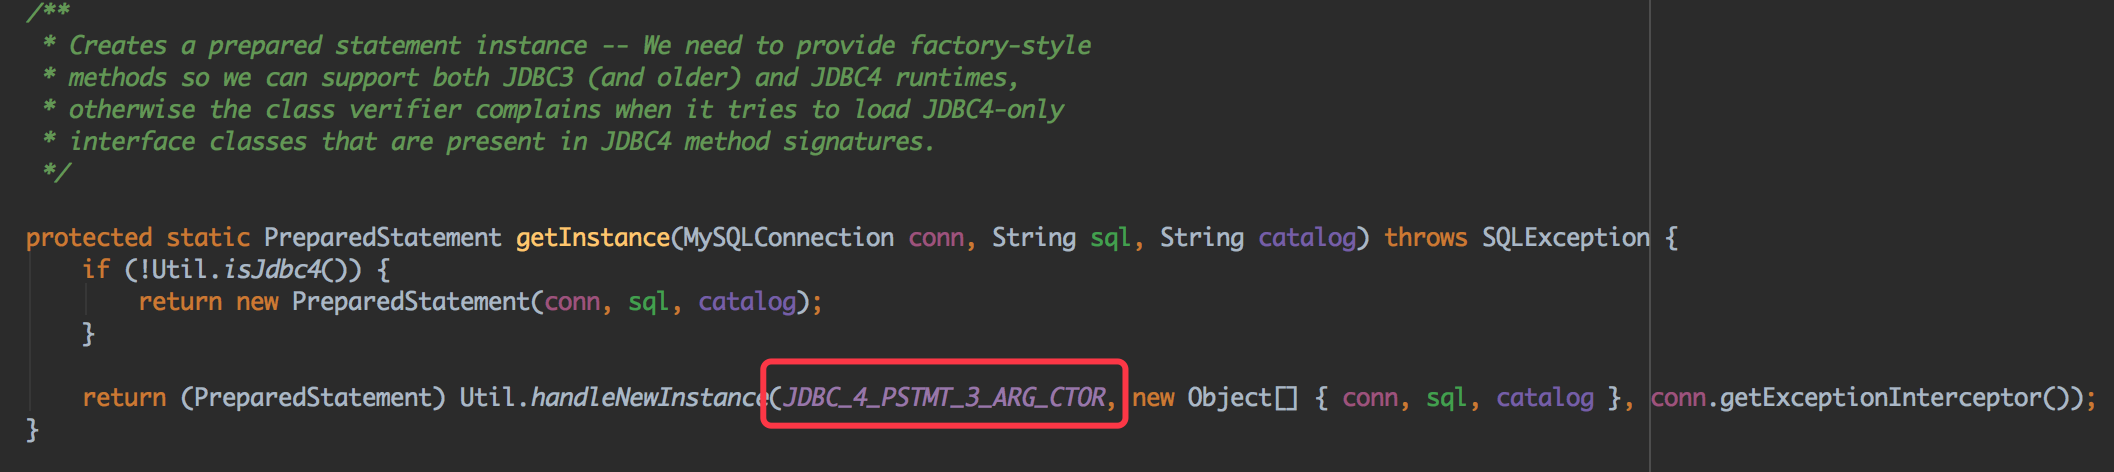 /**
* Creates a prepared statement instance -- We need to provide factory-style
* methods so we can support both JDBC3 (and older) and JDBC4 runtimes,
* otherwise the class verifier complains when it tries to load JDBC4-only
* interface classes that are present in JDBC4 method signatures.
*/
protected static PreparedStatement getInstance(MySQLConnection conn, String sql, String catalog) throws SQLException {
if (!Util.isJdbc4()) {
return new PreparedStatement(conn, sql, catalog);
}
return (PreparedStatement) Util.handleNewInstance(JDBC_4_PSTMT_3_ARG_CTOR, new Object[] { conn, sql, catalog }, conn.getExceptionInterceptor());
}